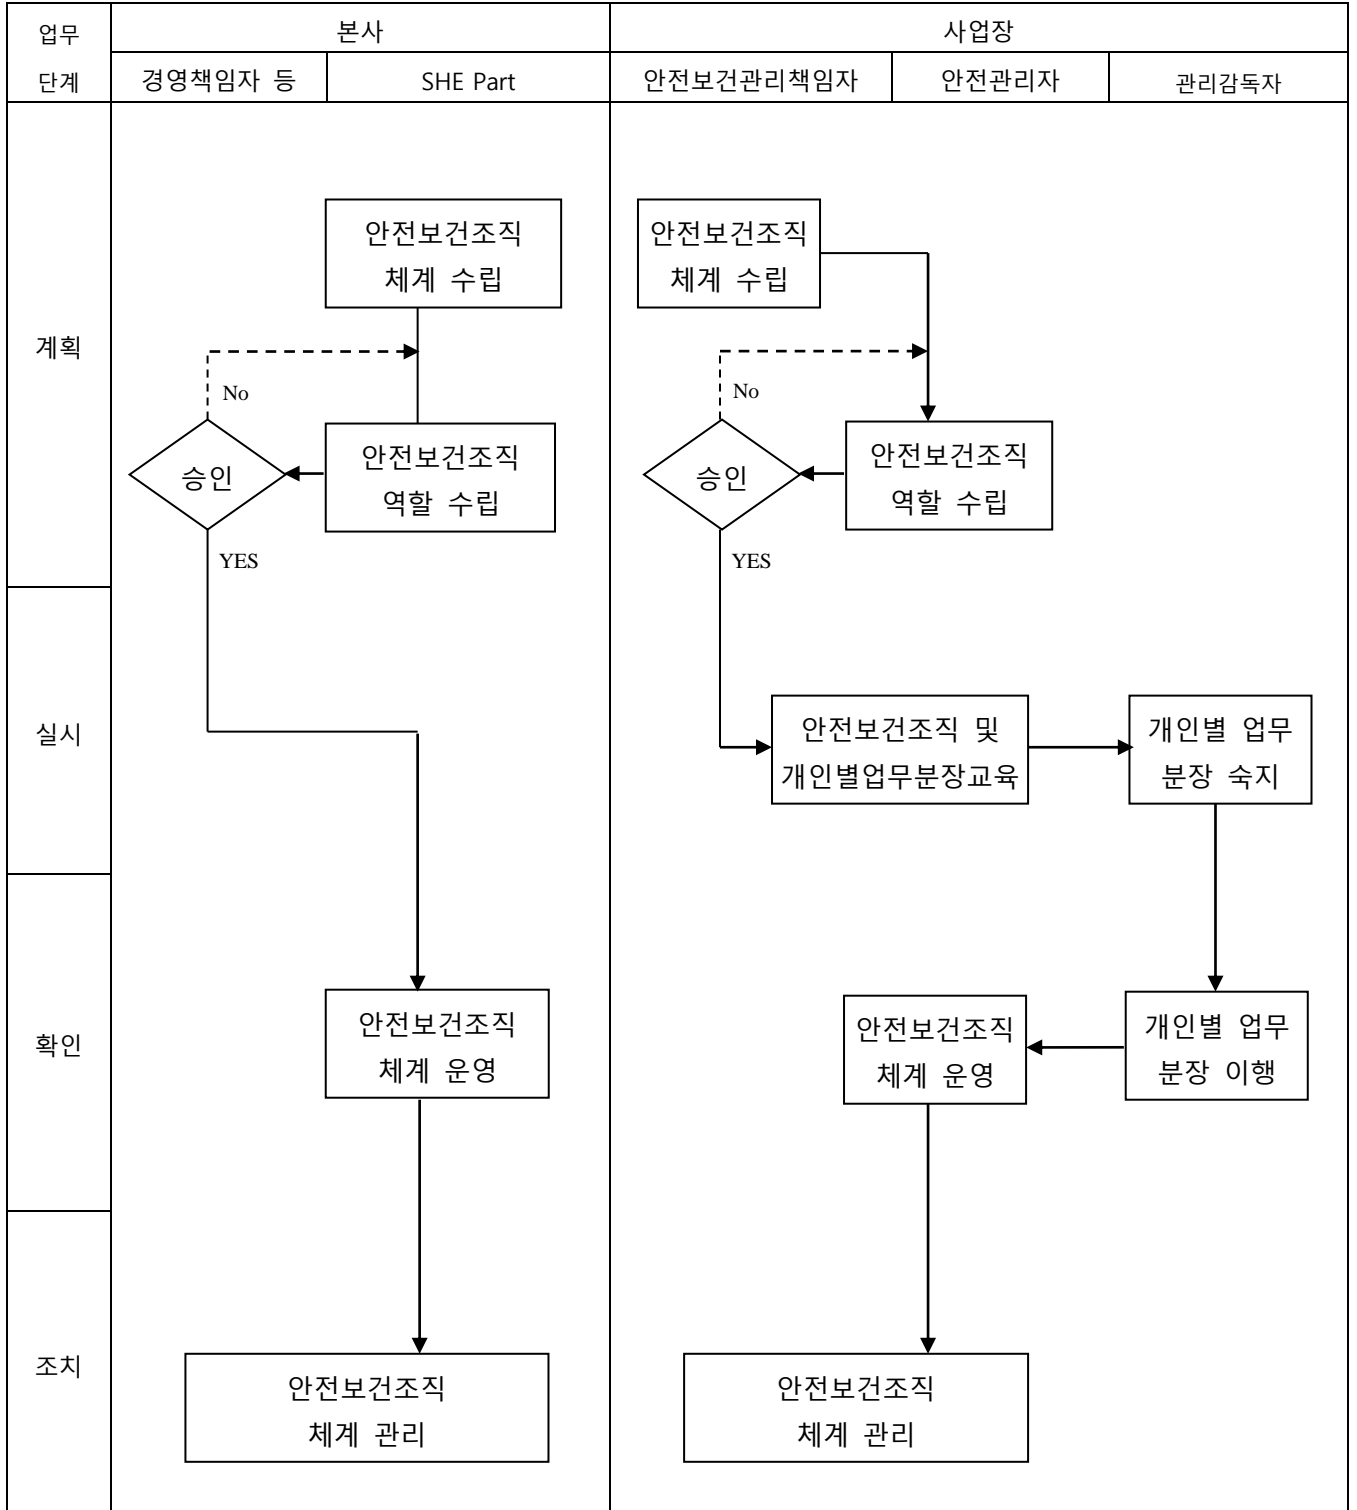 업무
단계
본사
사업장
경영책임자 등
SHE Part
안전보건관리책임자
안전관리자
관리감독자
계획
안전보건조직
체계 수립
안전보건조직
체계 수립
No
No
승인
안전보건조직
역할 수립
승인
안전보건조직
역할 수립
YES
YES
실시
안전보건조직 및
개인별업무분장교육
개인별 업무
분장 숙지
확인
안전보건조직
체계 운영
안전보건조직
체계 운영
개인별 업무
분장 이행
조치
안전보건조직
체계 관리
안전보건조직
체계 관리